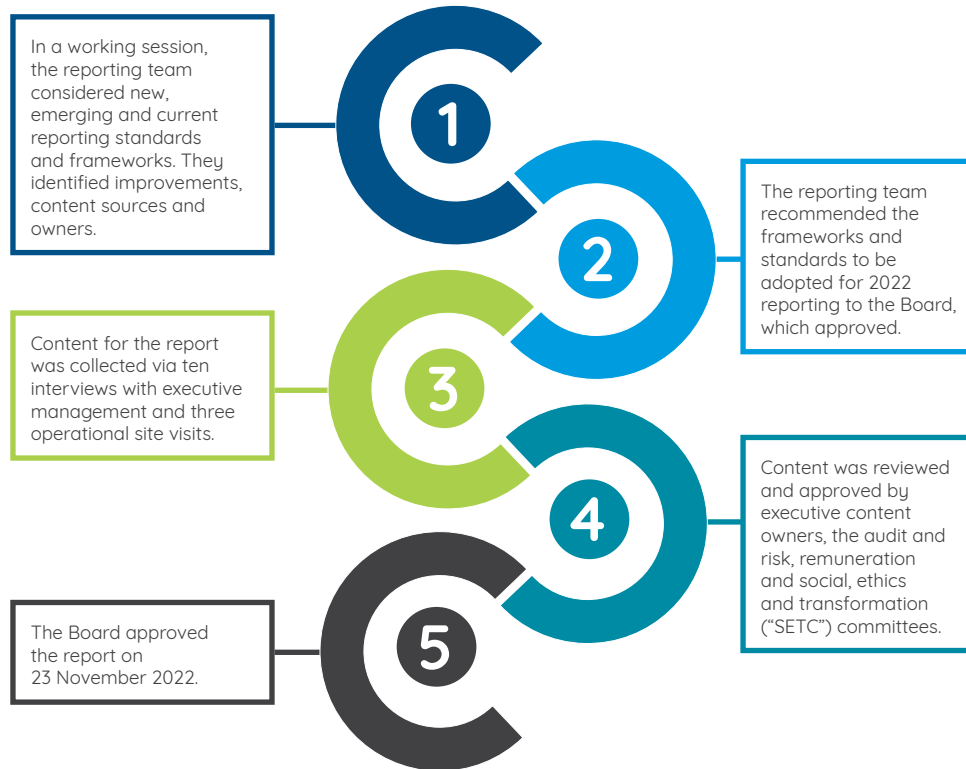 1
In a working session,
the reporting team
considered new,
emerging and current
reporting standards
and frameworks. They
identified improvements,
content sources and
owners.
2
The reporting team
recommended the
frameworks and
standards to be
adopted for 2022
reporting to the Board,
which approved.
3
Content for the report
was collected via ten
interviews with executive
management and three
operational site visits.
4
Content was reviewed
and approved by
executive content
owners, the audit and
risk, remuneration
and social, ethics
and transformation
(“SETC”) committees.
5
The Board approved
the report on
23 November 2022.